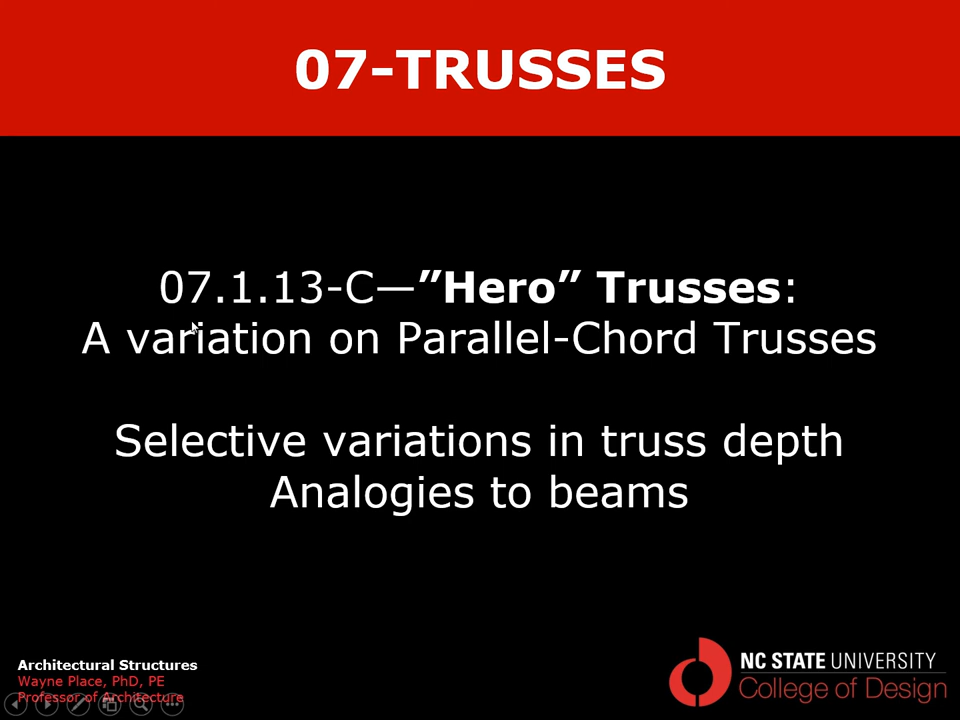 07-TRUSSES
07.1.13-C—”Hero” Trusses:
A variation on Parallel-Chord Trusses
Selective variations in truss depth
Analogies to beams
Architectural Structures
Wayne Place, PhD, PE
Professor of Architecture
NC STATE UNIVERSITY
College of Design